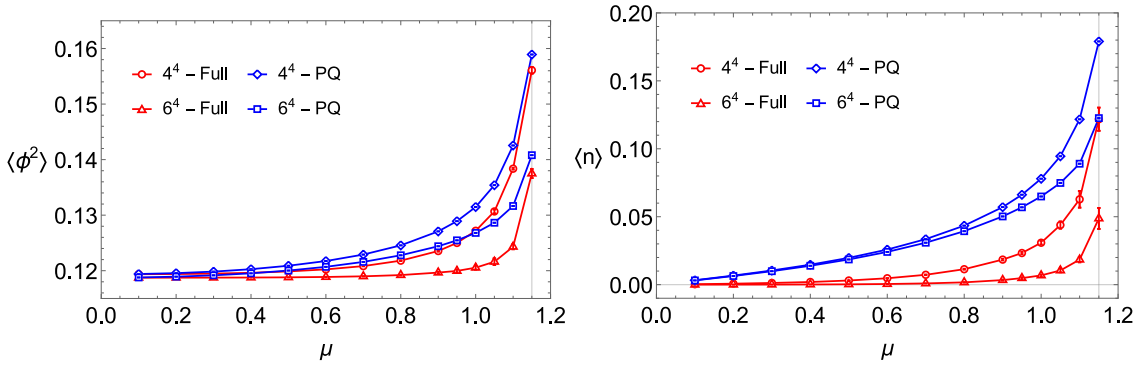 0.16
0.15
0.14
0.13
0.12
⟨ϕ²⟩
4⁴ – Full
4⁴ – PQ
6⁴ – Full
6⁴ – PQ
0.0 0.2 0.4 0.6 0.8 1.0 1.2
μ
0.20
0.15
0.10
0.05
0.00
⟨n⟩
4⁴ – Full
4⁴ – PQ
6⁴ – Full
6⁴ – PQ
0.0 0.2 0.4 0.6 0.8 1.0 1.2
μ